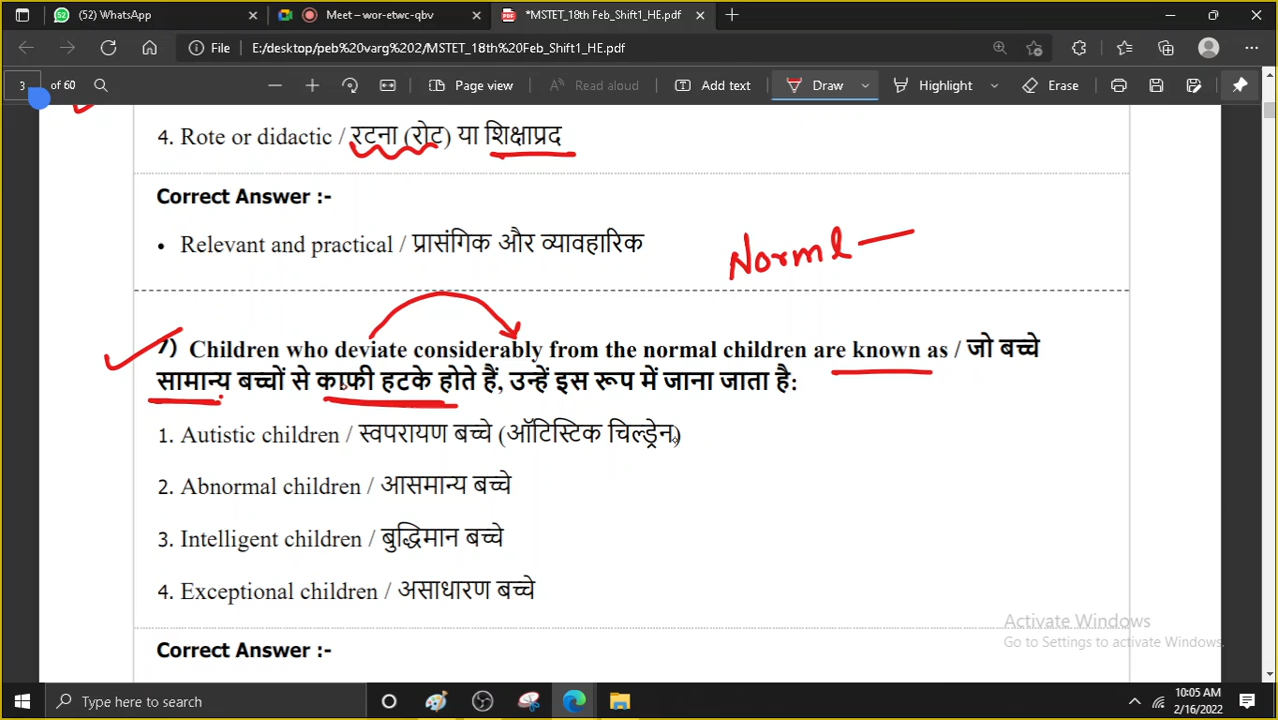 (52) WhatsApp
Meet – wor-etwc-qbv
*MSTET_18th Feb_Shift1_HE.pdf
File
E:/desktop/peb%20varg%202/MSTET_18th%20Feb_Shift1_HE.pdf
3 of 60
Page view
Read aloud
Add text
Draw
Highlight
Erase
4. Rote or didactic / रटना (रोट) या शिक्षाप्रद
Correct Answer :-
• Relevant and practical / प्रासंगिक और व्यावहारिक
Norml
7) Children who deviate considerably from the normal children are known as / जो बच्चे
सामान्य बच्चों से काफी हटके होते हैं, उन्हें इस रूप में जाना जाता है:
1. Autistic children / स्वपरायण बच्चे (ऑटिस्टिक चिल्ड्रेन)
2. Abnormal children / आसमान्य बच्चे
3. Intelligent children / बुद्धिमान बच्चे
4. Exceptional children / असाधारण बच्चे
Activate Windows
Go to Settings to activate Windows.
Correct Answer :-
Type here to search
10:05 AM
2/16/2022